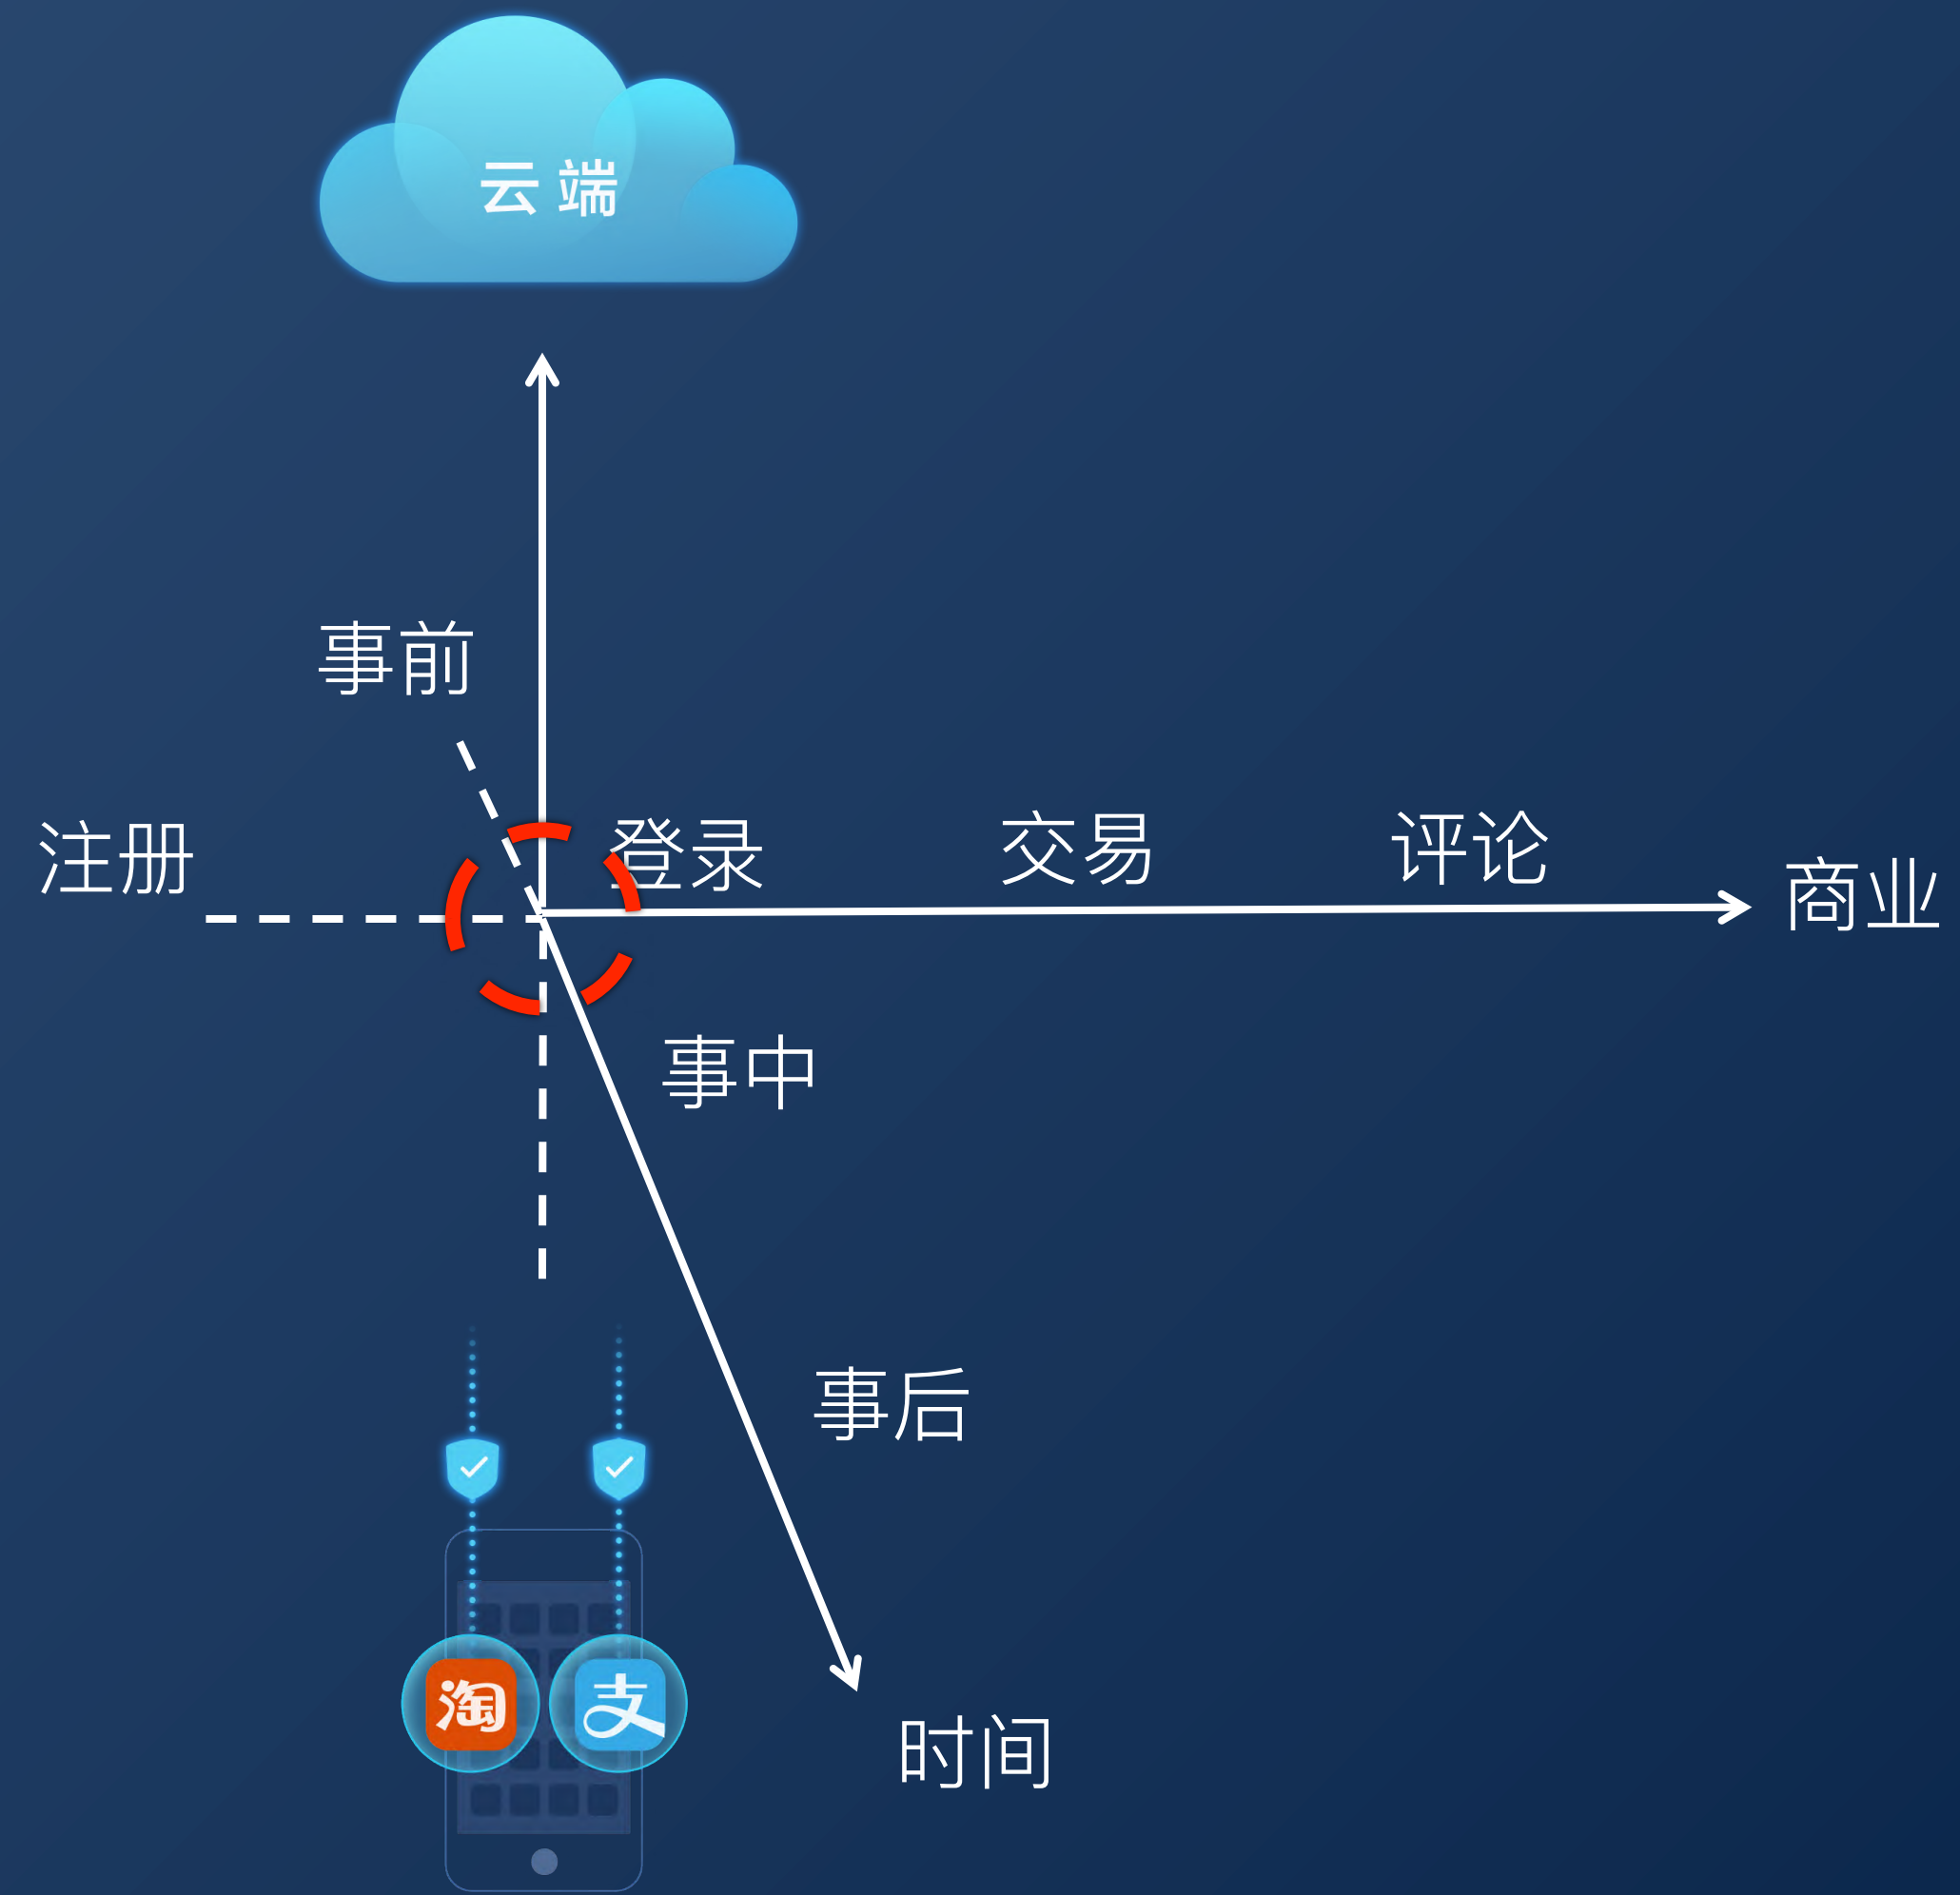 云 端
事前
注册
登录
交易
评论
商业
事中
事后
淘
支
时间